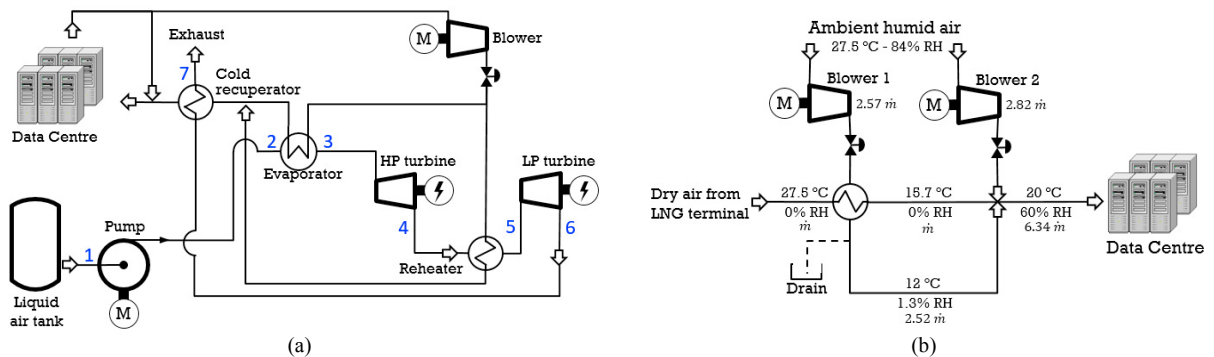 M
Blower
Exhaust
7
Cold
recuperator
Data Centre
2
3
Evaporator
HP turbine
LP turbine
4
5
6
Pump
1
Reheater
Liquid
air tank
M
(a)
Ambient humid air
27.5 °C - 84% RH
Blower 1
Blower 2
M
2.57 ṁ
M
2.82 ṁ
Dry air from
LNG terminal
27.5 °C
0% RH
ṁ
15.7 °C
0% RH
ṁ
20 °C
60% RH
6.34 ṁ
Data Centre
Drain
12 °C
1.3% RH
2.52 ṁ
(b)